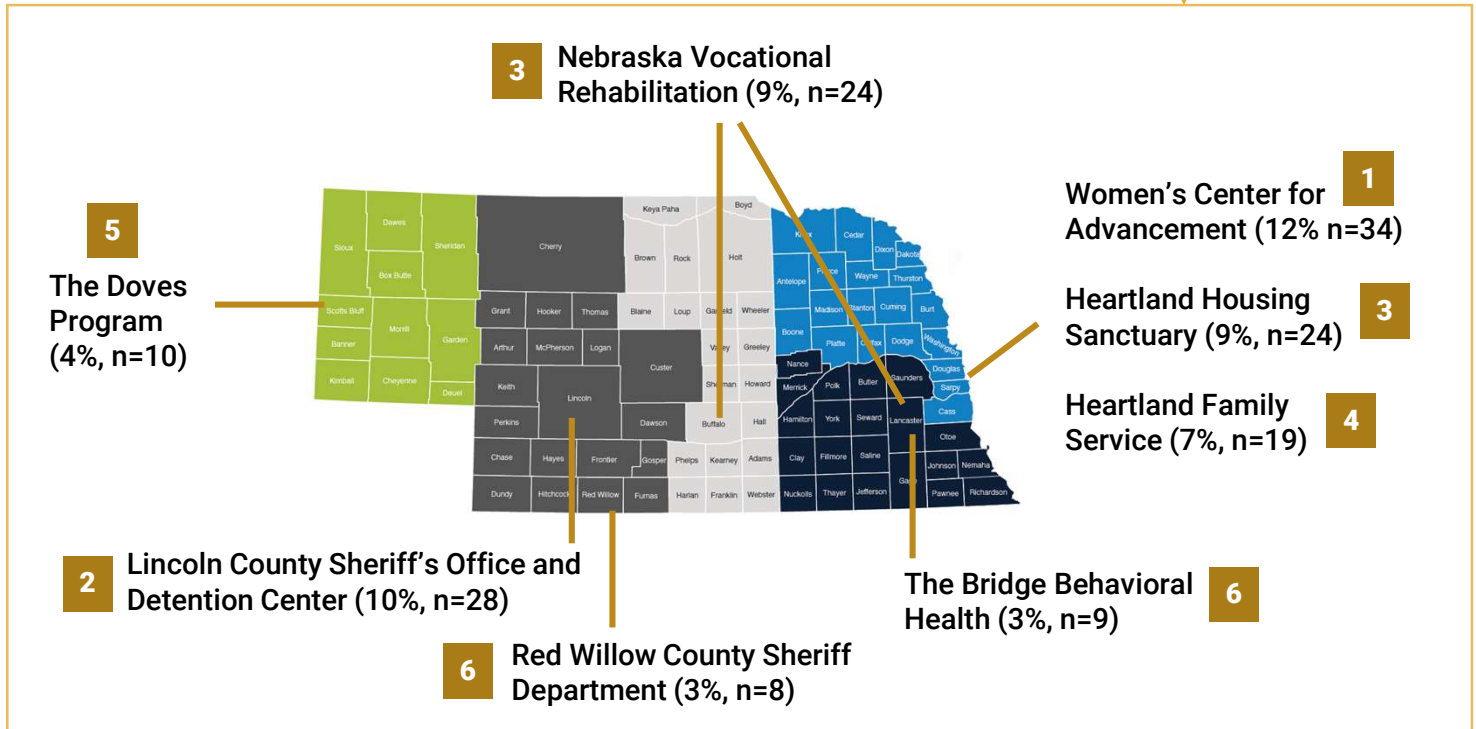 3
Nebraska Vocational
Rehabilitation (9%, n=24)
1
Women’s Center for
Advancement (12% n=34)
5
The Doves
Program
(4%, n=10)
Heartland Housing
Sanctuary (9%, n=24)
3
Heartland Family
Service (7%, n=19)
4
Sioux
Dawes
Sheridan
Box Butte
Scotts Bluff
Morrill
Garden
Banner
Kimball
Cheyenne
Deuel
Cherry
Grant
Hooker
Thomas
Arthur
McPherson
Logan
Keith
Lincoln
Custer
Perkins
Dawson
Chase
Hayes
Frontier
Gosper
Dundy
Hitchcock
Red Willow
Furnas
Keya Paha
Boyd
Brown
Rock
Holt
Blaine
Loup
Garfield
Wheeler
Valley
Greeley
Sherman
Howard
Buffalo
Hall
Phelps
Kearney
Adams
Harlan
Franklin
Webster
Knox
Cedar
Dixon
Dakota
Antelope
Pierce
Wayne
Thurston
Madison
Stanton
Cuming
Burt
Boone
Platte
Colfax
Dodge
Washington
Douglas
Sarpy
Cass
Nance
Merrick
Polk
Butler
Saunders
Hamilton
York
Seward
Lancaster
Otoe
Clay
Fillmore
Saline
Gage
Johnson
Nemaha
Nuckolls
Thayer
Jefferson
Pawnee
Richardson
2
Lincoln County Sheriff’s Office and
Detention Center (10%, n=28)
The Bridge Behavioral
Health (3%, n=9)
6
6
Red Willow County Sheriff
Department (3%, n=8)